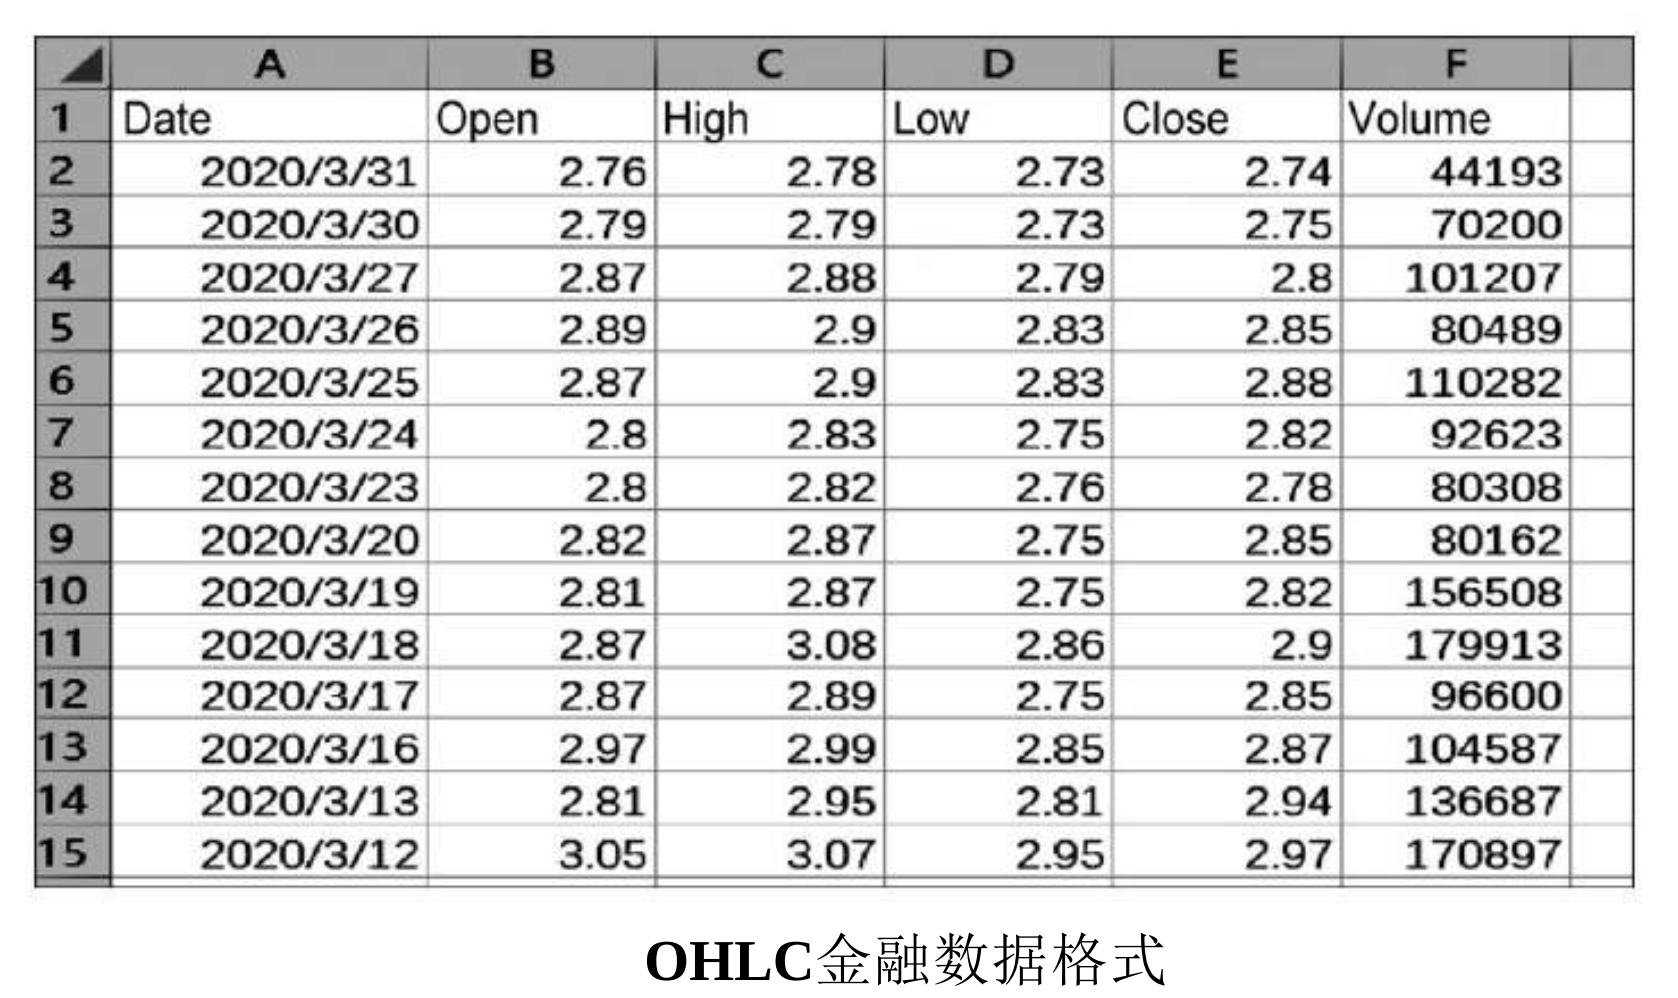 A B C D E F
1 Date Open High Low Close Volume
2 2020/3/31 2.76 2.78 2.73 2.74 44193
3 2020/3/30 2.79 2.79 2.73 2.75 70200
4 2020/3/27 2.87 2.88 2.79 2.8 101207
5 2020/3/26 2.89 2.9 2.83 2.85 80489
6 2020/3/25 2.87 2.9 2.83 2.88 110282
7 2020/3/24 2.8 2.83 2.75 2.82 92623
8 2020/3/23 2.8 2.82 2.76 2.78 80308
9 2020/3/20 2.82 2.87 2.75 2.85 80162
10 2020/3/19 2.81 2.87 2.75 2.82 156508
11 2020/3/18 2.87 3.08 2.86 2.9 179913
12 2020/3/17 2.87 2.89 2.75 2.85 96600
13 2020/3/16 2.97 2.99 2.85 2.87 104587
14 2020/3/13 2.81 2.95 2.81 2.94 136687
15 2020/3/12 3.05 3.07 2.95 2.97 170897
OHLC金融数据格式